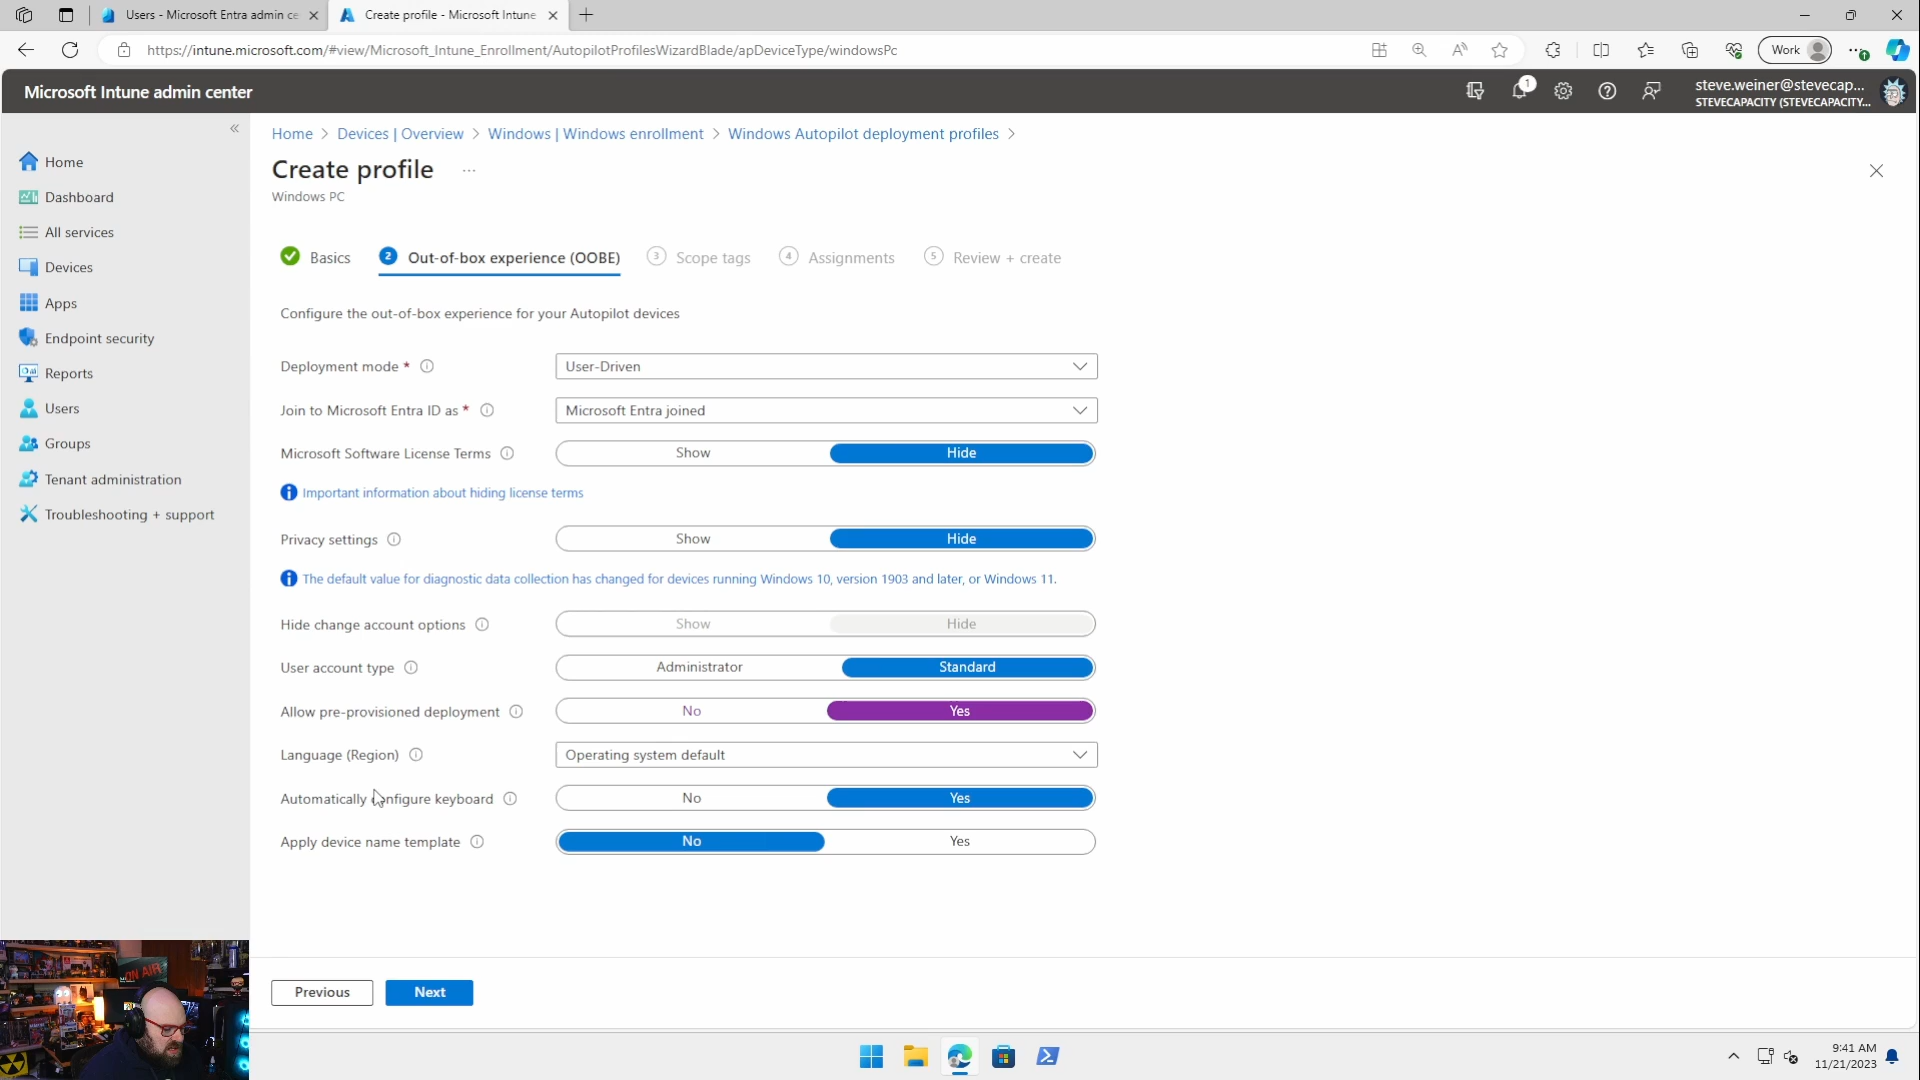 Users - Microsoft Entra admin ce
Create profile - Microsoft Intune
https://intune.microsoft.com/#view/Microsoft_Intune_Enrollment/AutopilotProfilesWizardBlade/apDeviceType/windowsPc
Work
Microsoft Intune admin center
1
steve.weiner@stevecap...
STEVECAPACITY (STEVECAPACITY,...
Home > Devices | Overview > Windows | Windows enrollment > Windows Autopilot deployment profiles >
Create profile ...
Windows PC
Home
Dashboard
All services
Devices
Apps
Endpoint security
Reports
Users
Groups
Tenant administration
Troubleshooting + support
Basics
2 Out-of-box experience (OOBE)
3 Scope tags
4 Assignments
5 Review + create
Configure the out-of-box experience for your Autopilot devices
Deployment mode * User-Driven
Join to Microsoft Entra ID as * Microsoft Entra joined
Microsoft Software License Terms Show Hide
Important information about hiding license terms
Privacy settings Show Hide
The default value for diagnostic data collection has changed for devices running Windows 10, version 1903 and later, or Windows 11.
Hide change account options Show Hide
User account type Administrator Standard
Allow pre-provisioned deployment No Yes
Language (Region) Operating system default
Automatically configure keyboard No Yes
Apply device name template No Yes
Previous Next
ON AIR
9:41 AM
11/21/2023